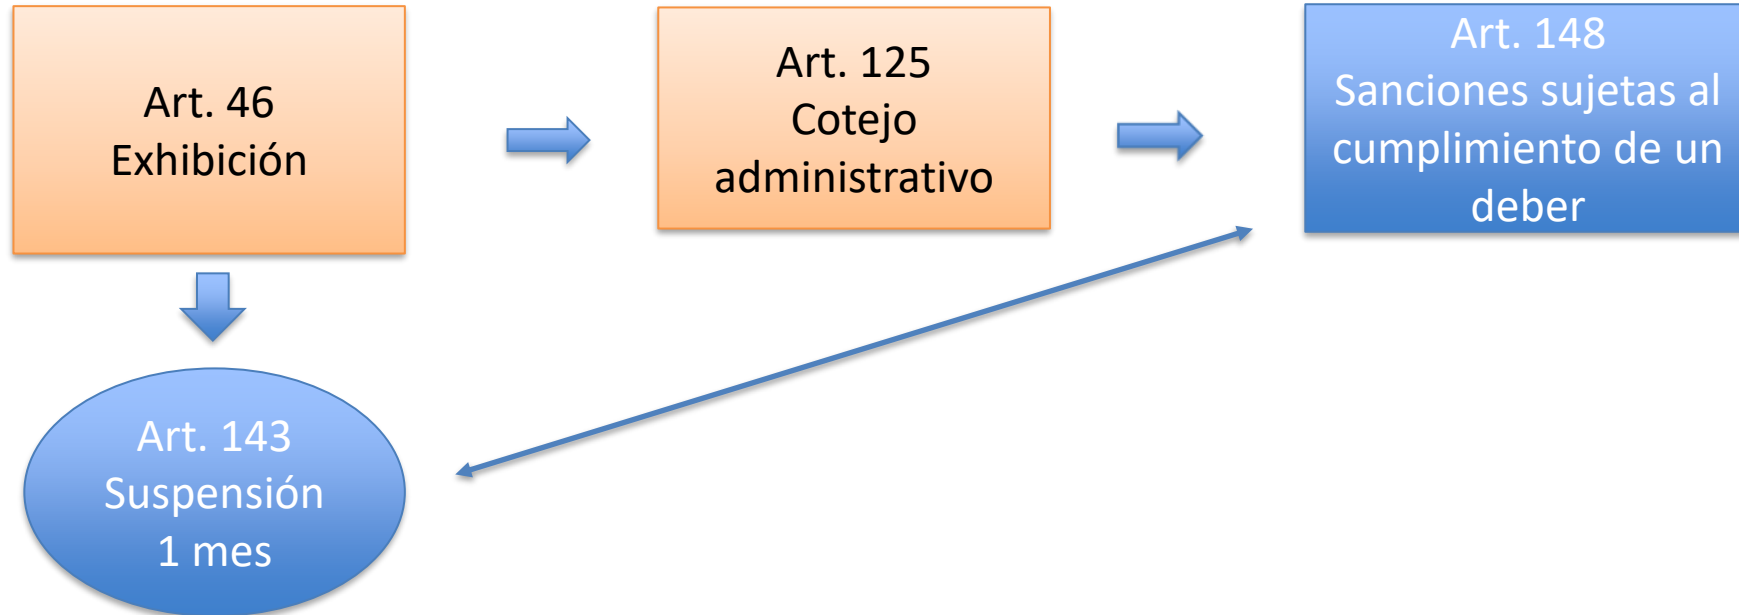 Art. 46
Exhibición
Art. 125
Cotejo
administrativo
Art. 148
Sanciones sujetas al
cumplimiento de un
deber
Art. 143
Suspensión
1 mes